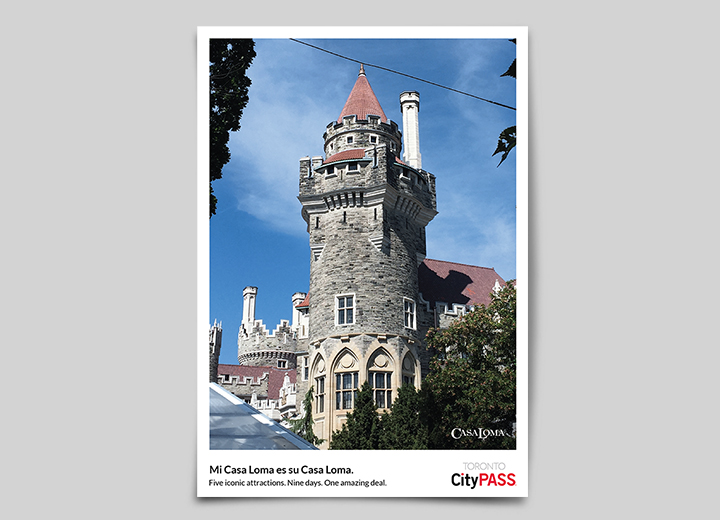 CASA LOMA
Mi Casa Loma es su Casa Loma.
Five iconic attractions. Nine days. One amazing deal.
TORONTO
CityPASS